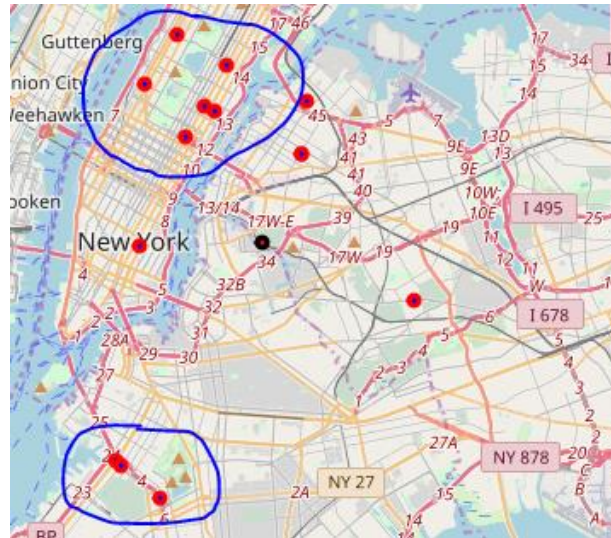 17 46
17
Guttenberg
15
15
34
I
nion City
14
14
Weehawken
7
13
45
5
43
7
13D
9E
13
12
41
9E
10
41
40
9
13/14
10W-
ooken
8
17W-E
39
10E
I 495
New York
19
11
34
17W
19
12
4
32B
11
W
5
32
6
I 678
31
5
1
2
2
3
4
28A
29
30
3
5
4
27
1
2
3
25
27A
2
20
C
4
NY 878
23
2A
NY 27
B
6
15
14
A
BP